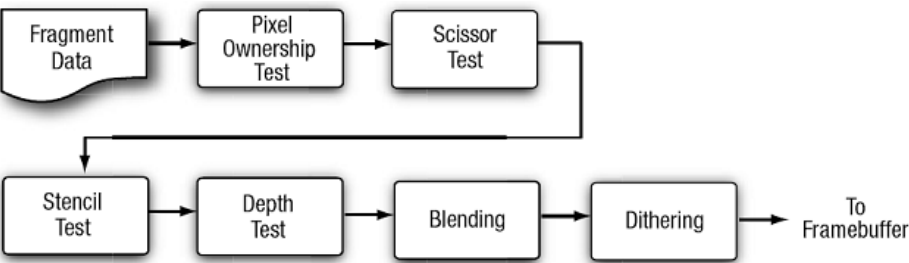 Fragment
Data
Pixel
Ownership
Test
Scissor
Test
Stencil
Test
Depth
Test
Blending
Dithering
To
Framebuffer